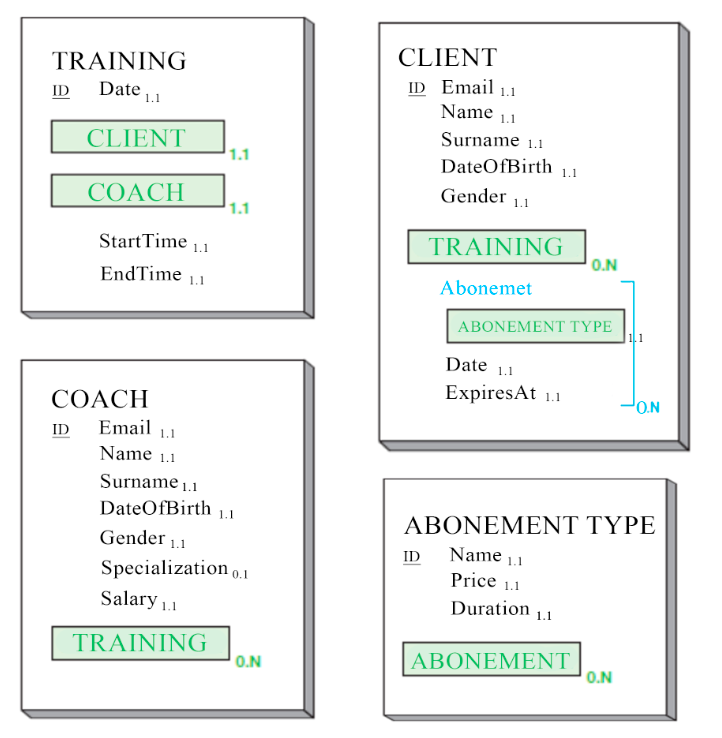 TRAINING
ID Date 1.1
CLIENT 1.1
COACH 1.1
StartTime 1.1
EndTime 1.1
CLIENT
ID Email 1.1
Name 1.1
Surname 1.1
DateOfBirth 1.1
Gender 1.1
TRAINING 0.N
Abonemet
ABONEMENT TYPE 1.1
Date 1.1
ExpiresAt 1.1
0.N
COACH
ID Email 1.1
Name 1.1
Surname 1.1
DateOfBirth 1.1
Gender 1.1
Specialization 0.1
Salary 1.1
TRAINING 0.N
ABONEMENT TYPE
ID Name 1.1
Price 1.1
Duration 1.1
ABONEMENT 0.N